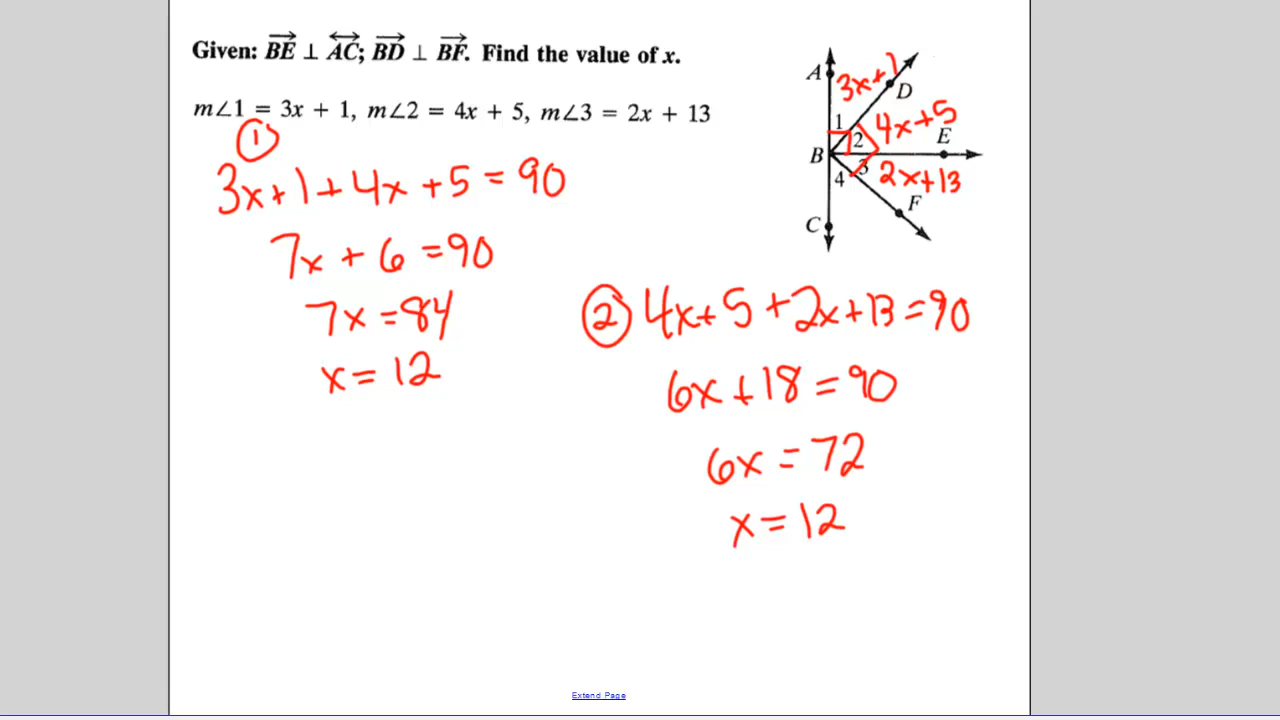 Given: BE ⊥ AC; BD ⊥ BF. Find the value of x.
m∠1 = 3x + 1, m∠2 = 4x + 5, m∠3 = 2x + 13
①
3x+1+4x+5=90
7x+6=90
7x=84
x=12
② 4x+5+2x+13=90
6x+18=90
6x=72
x=12
A
3x+1
D
1
4x+5
2
E
B
3
2x+13
4
F
C
Extend Page